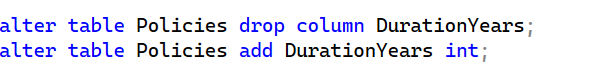 alter table Policies drop column DurationYears;
alter table Policies add DurationYears int;